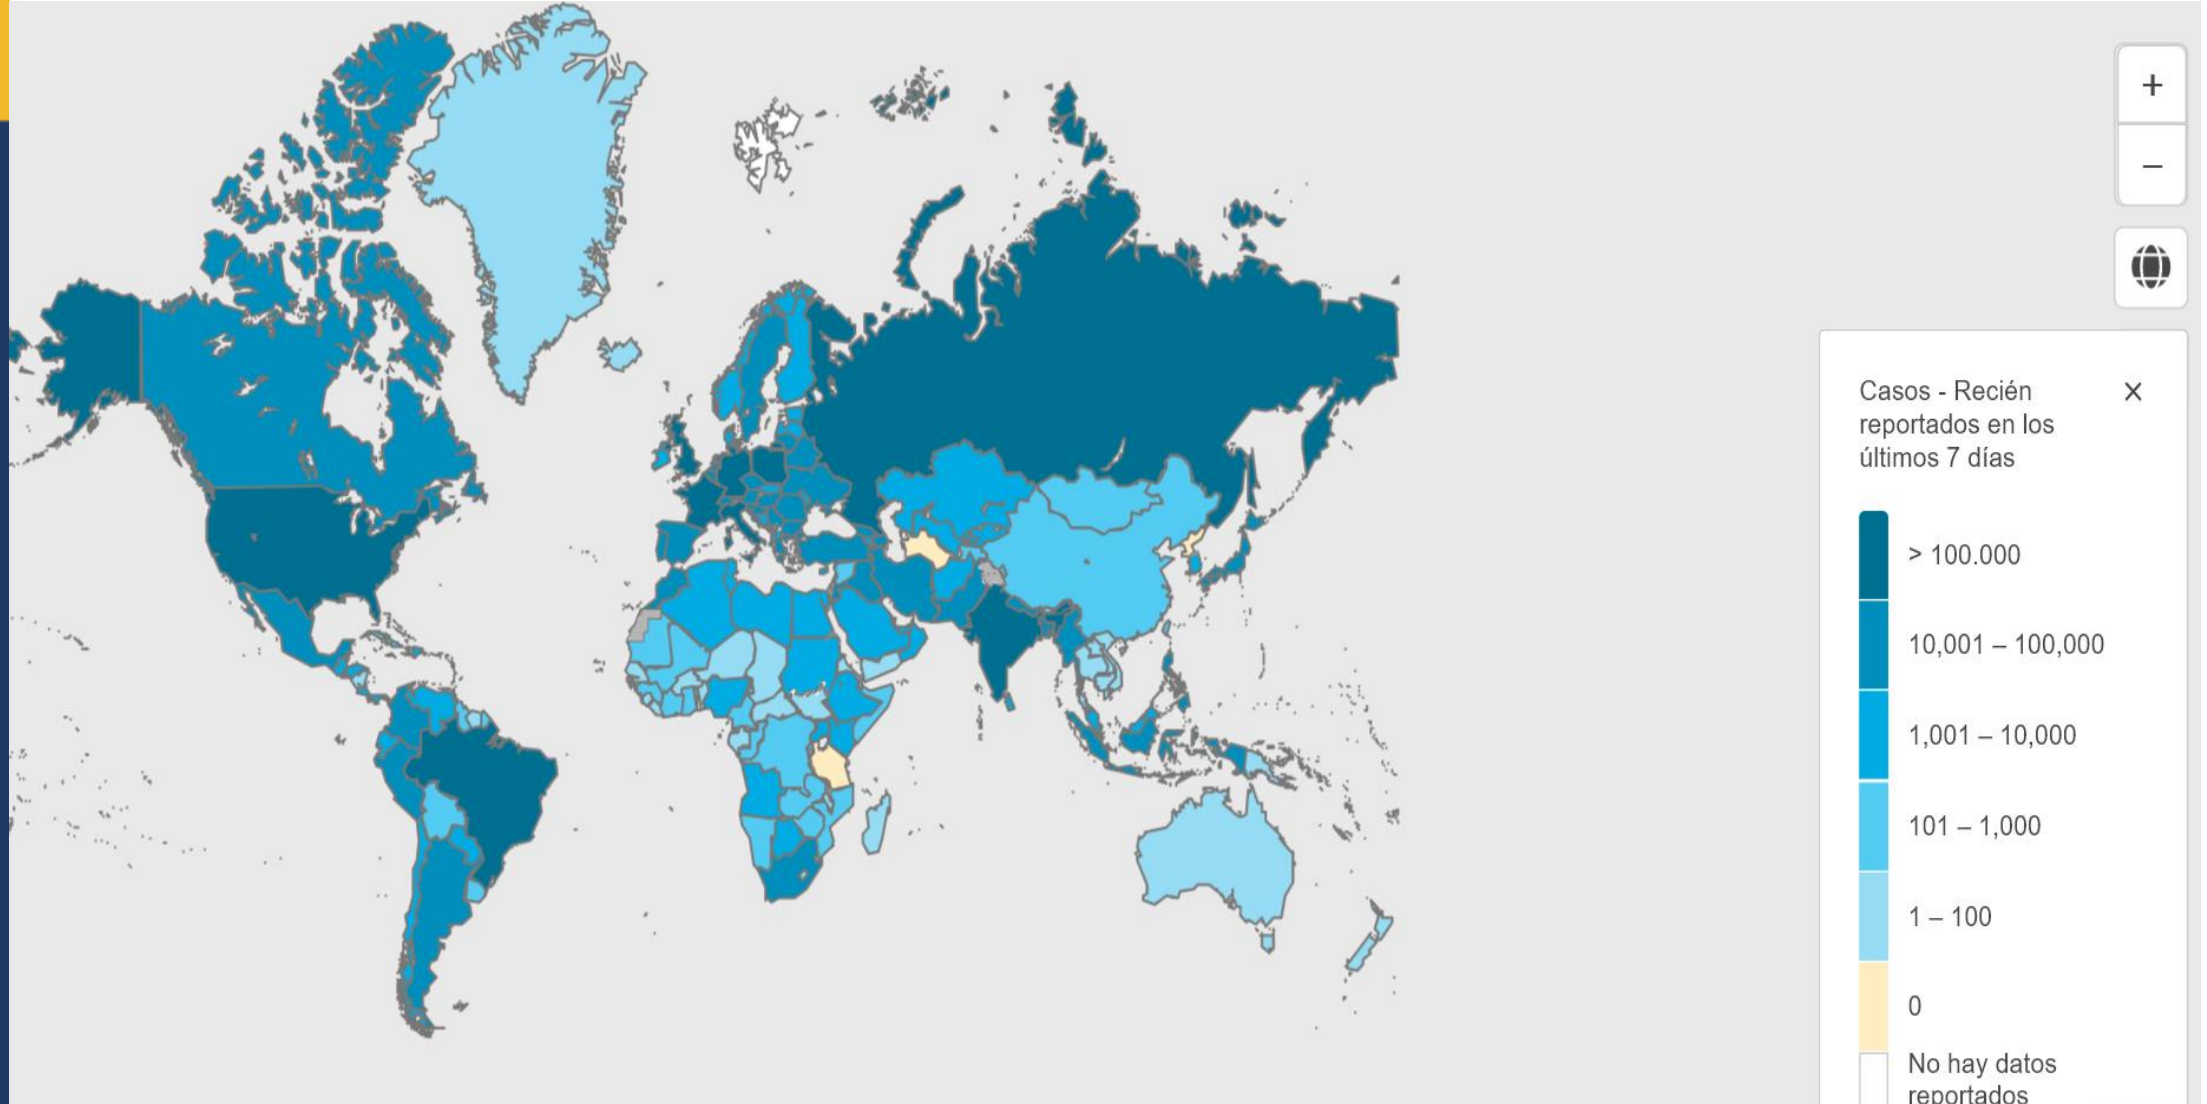 +
−
Casos - Recién ×
reportados en los
últimos 7 días
> 100.000
10,001 – 100,000
1,001 – 10,000
101 – 1,000
1 – 100
0
No hay datos
reportados